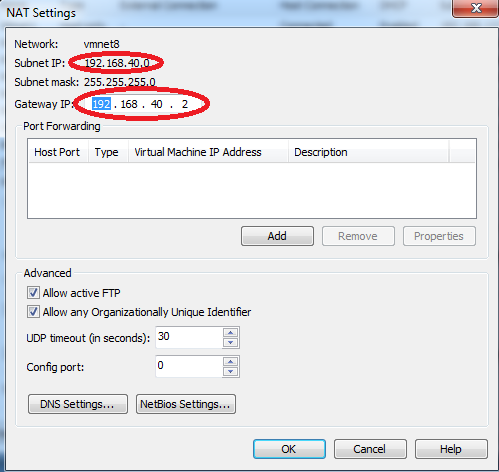 NAT Settings
Network: vmnet8
Subnet IP: 192.168.40.0
Subnet mask: 255.255.255.0
Gateway IP: 192 . 168 . 40 . 2
Port Forwarding
Host Port Type Virtual Machine IP Address Description
Add Remove Properties
Advanced
Allow active FTP
Allow any Organizationally Unique Identifier
UDP timeout (in seconds): 30
Config port: 0
DNS Settings... NetBios Settings...
OK Cancel Help